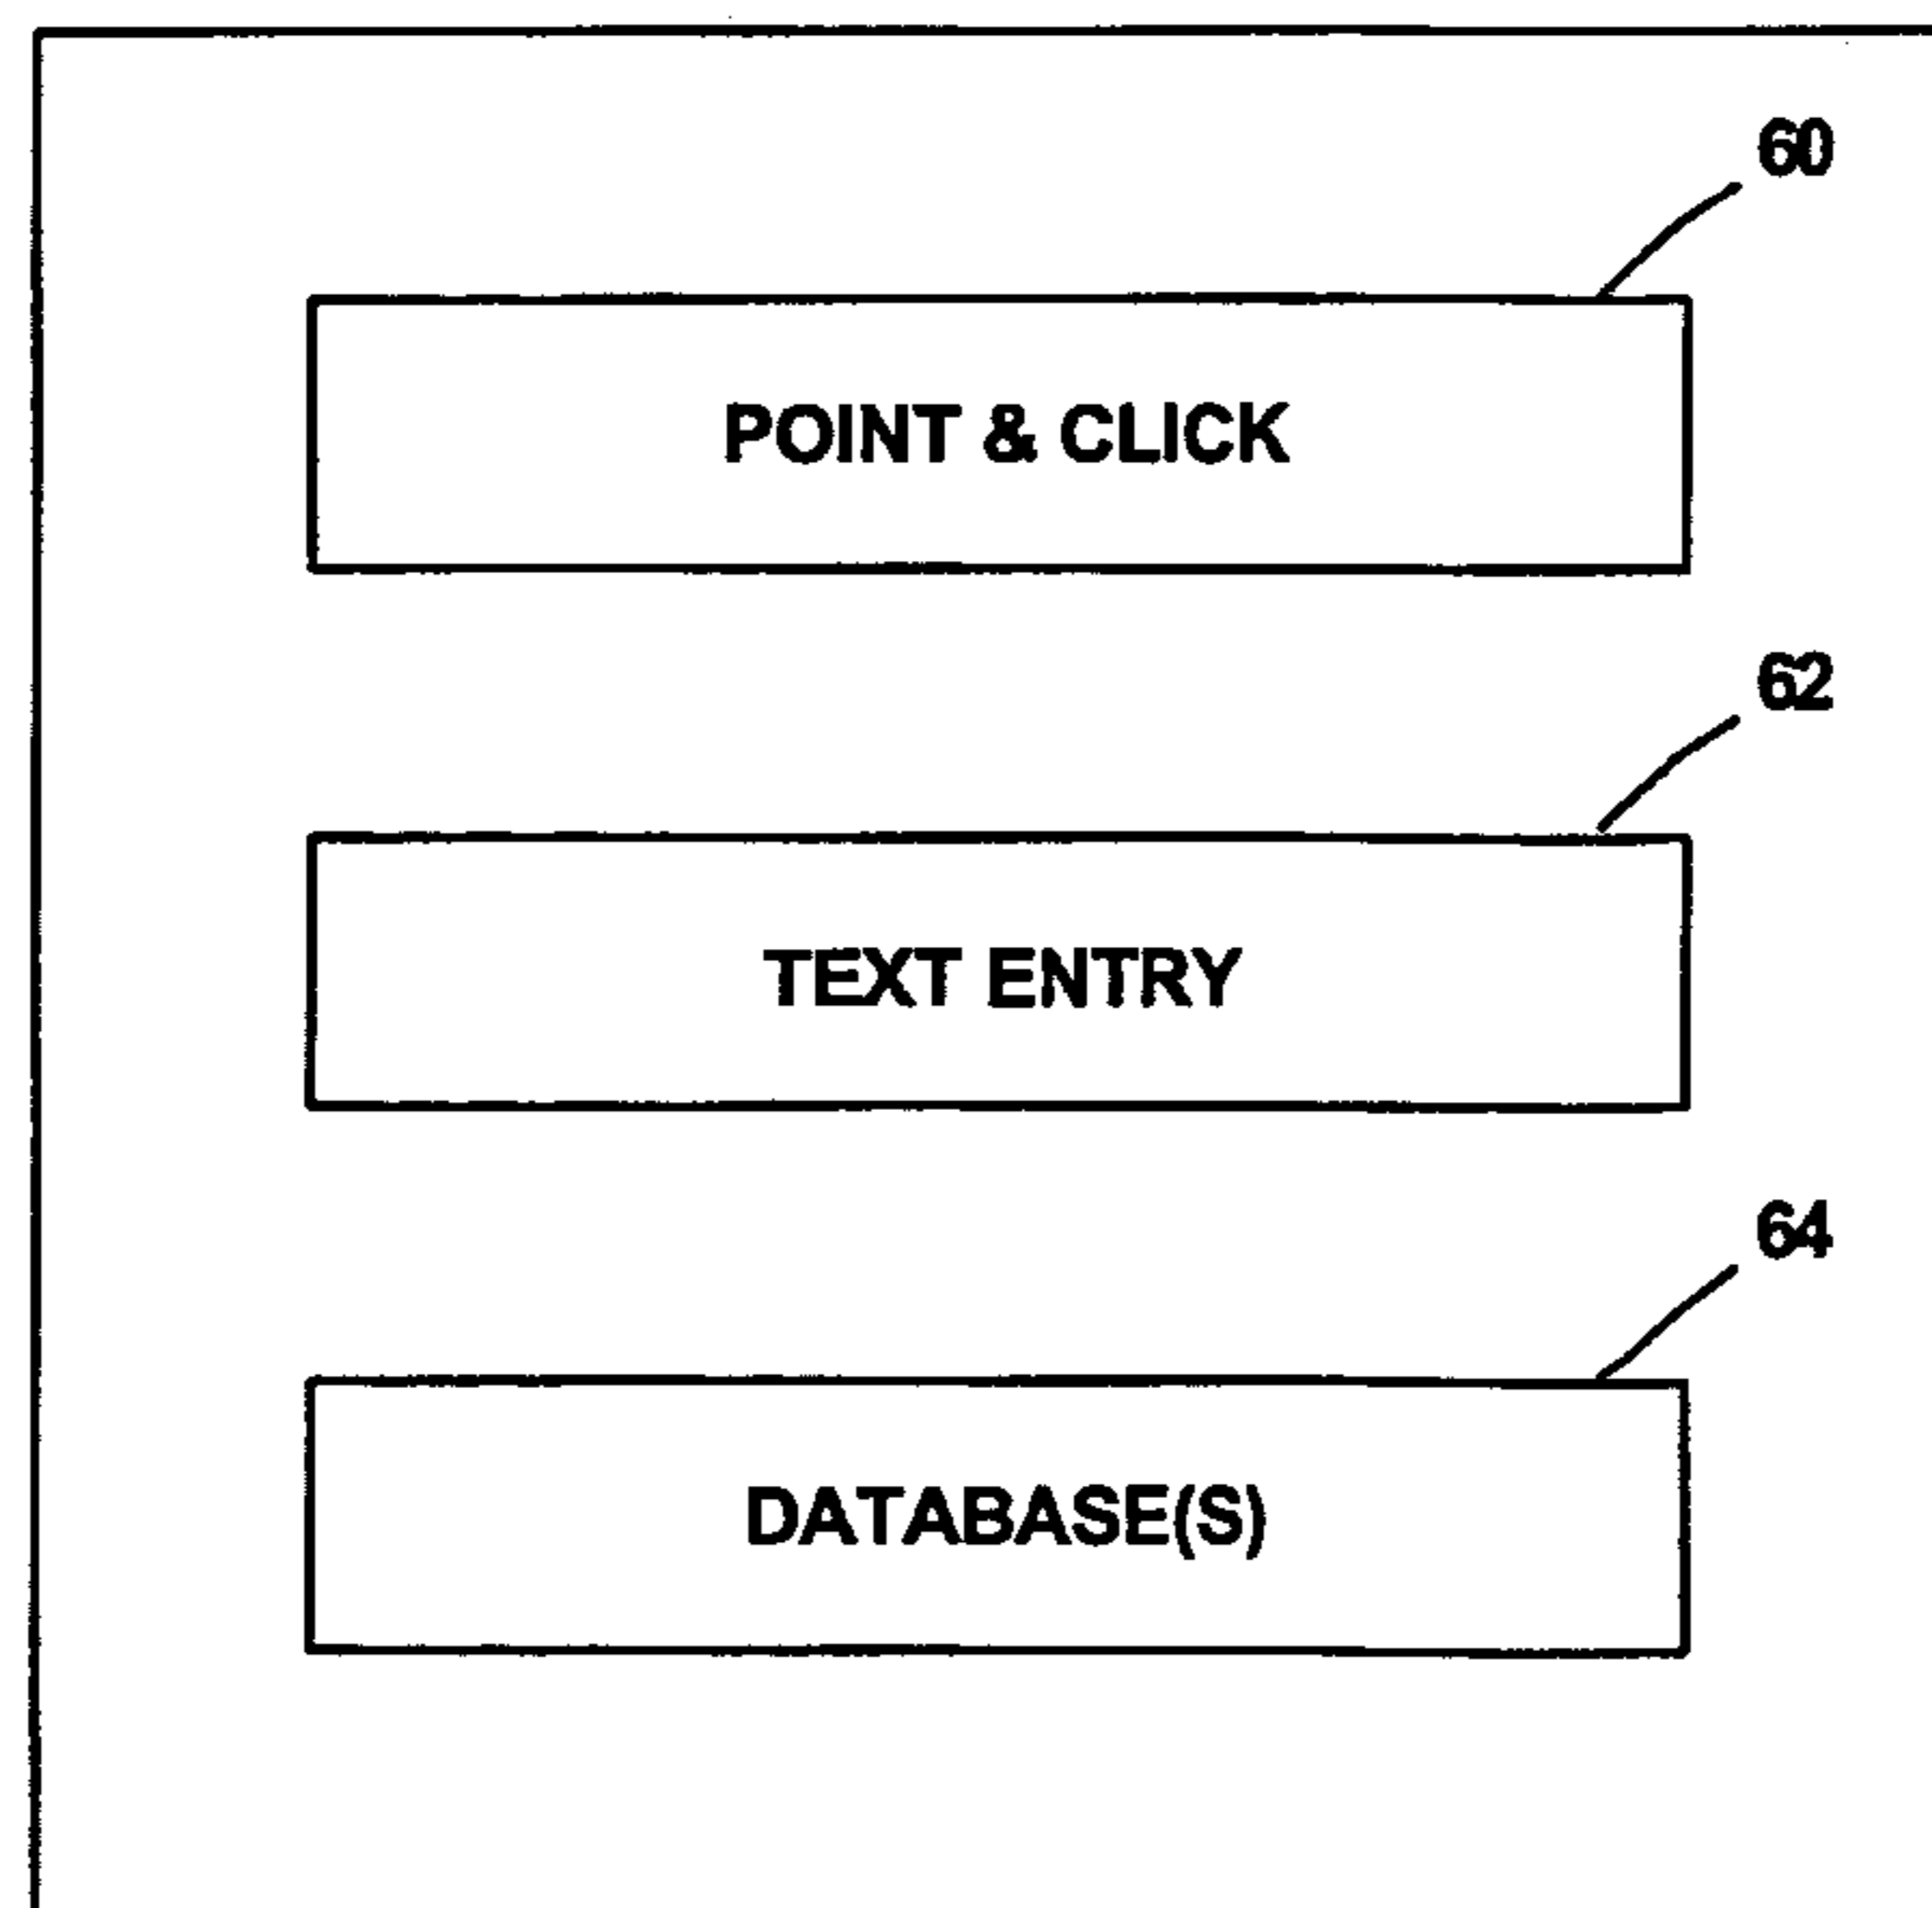 60
POINT & CLICK
62
TEXT ENTRY
64
DATABASE(S)